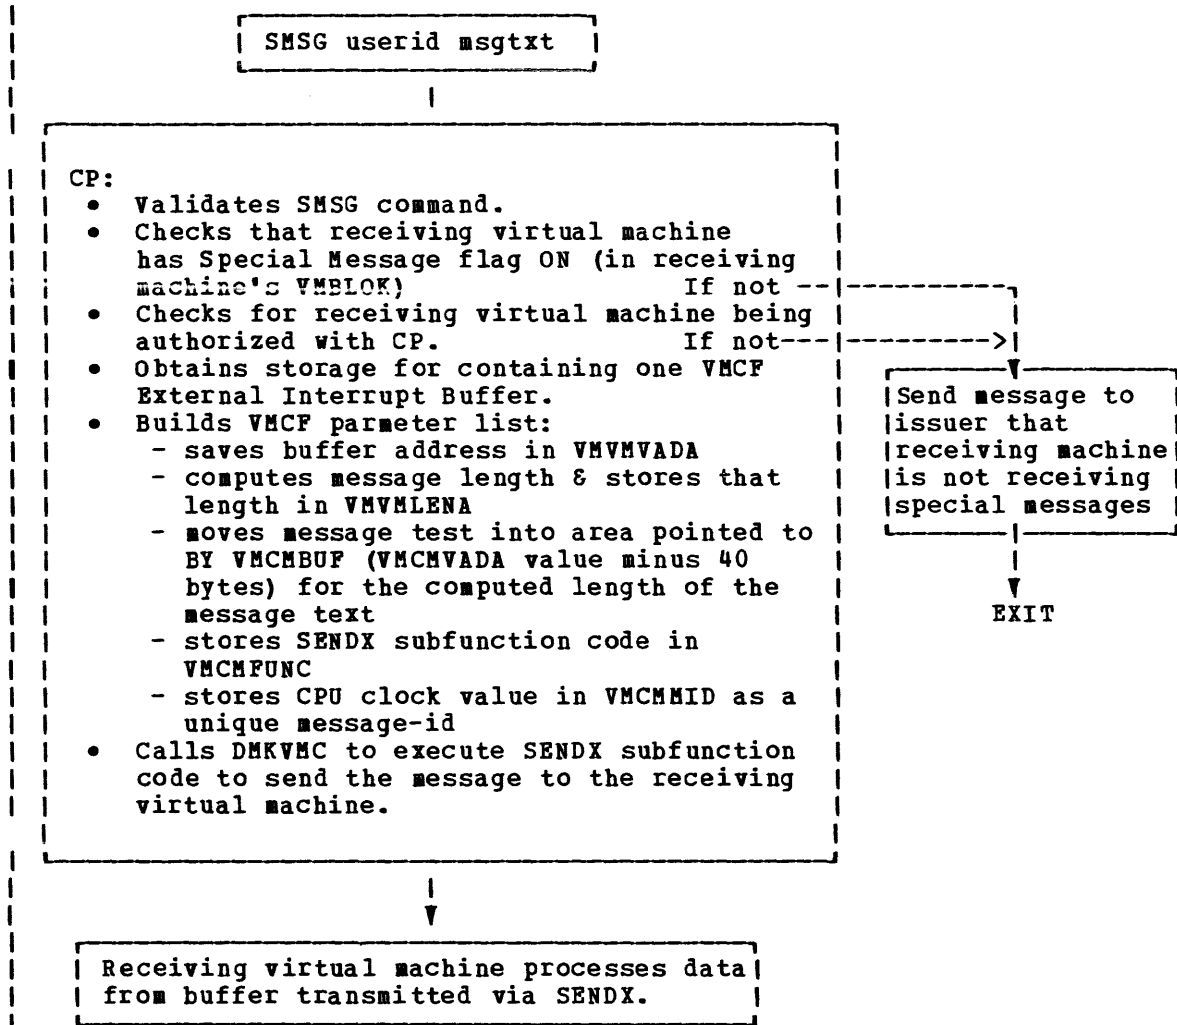 SMSG userid msgtxt
CP:
• Validates SMSG command.
• Checks that receiving virtual machine
has Special Message flag ON (in receiving
machine's VMBLOK) If not --
• Checks for receiving virtual machine being
authorized with CP. If not--->
• Obtains storage for containing one VMCF
External Interrupt Buffer.
• Builds VMCF parmeter list:
- saves buffer address in VMVMVADA
- computes message length & stores that
length in VMVMLENA
- moves message test into area pointed to
BY VMCMBUF (VMCMVADA value minus 40
bytes) for the computed length of the
message text
- stores SENDX subfunction code in
VMCMFUNC
- stores CPU clock value in VMCMMID as a
unique message-id
• Calls DMKVMC to execute SENDX subfunction
code to send the message to the receiving
virtual machine.
Send message to
issuer that
receiving machine
is not receiving
special messages
EXIT
Receiving virtual machine processes data
from buffer transmitted via SENDX.